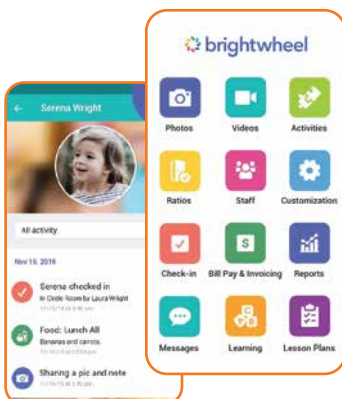 brightwheel
Photos
Videos
Activities
Ratios
Staff
Customization
Check-in
Bill Pay & Invoicing
Reports
Messages
Learning
Lesson Plans
Serena Wright
All activity
Nov 15, 2019
Serena checked in
In Circle Room by Laura Wright
Food: Lunch All
Bananas and carrots.
Sharing a pic and note